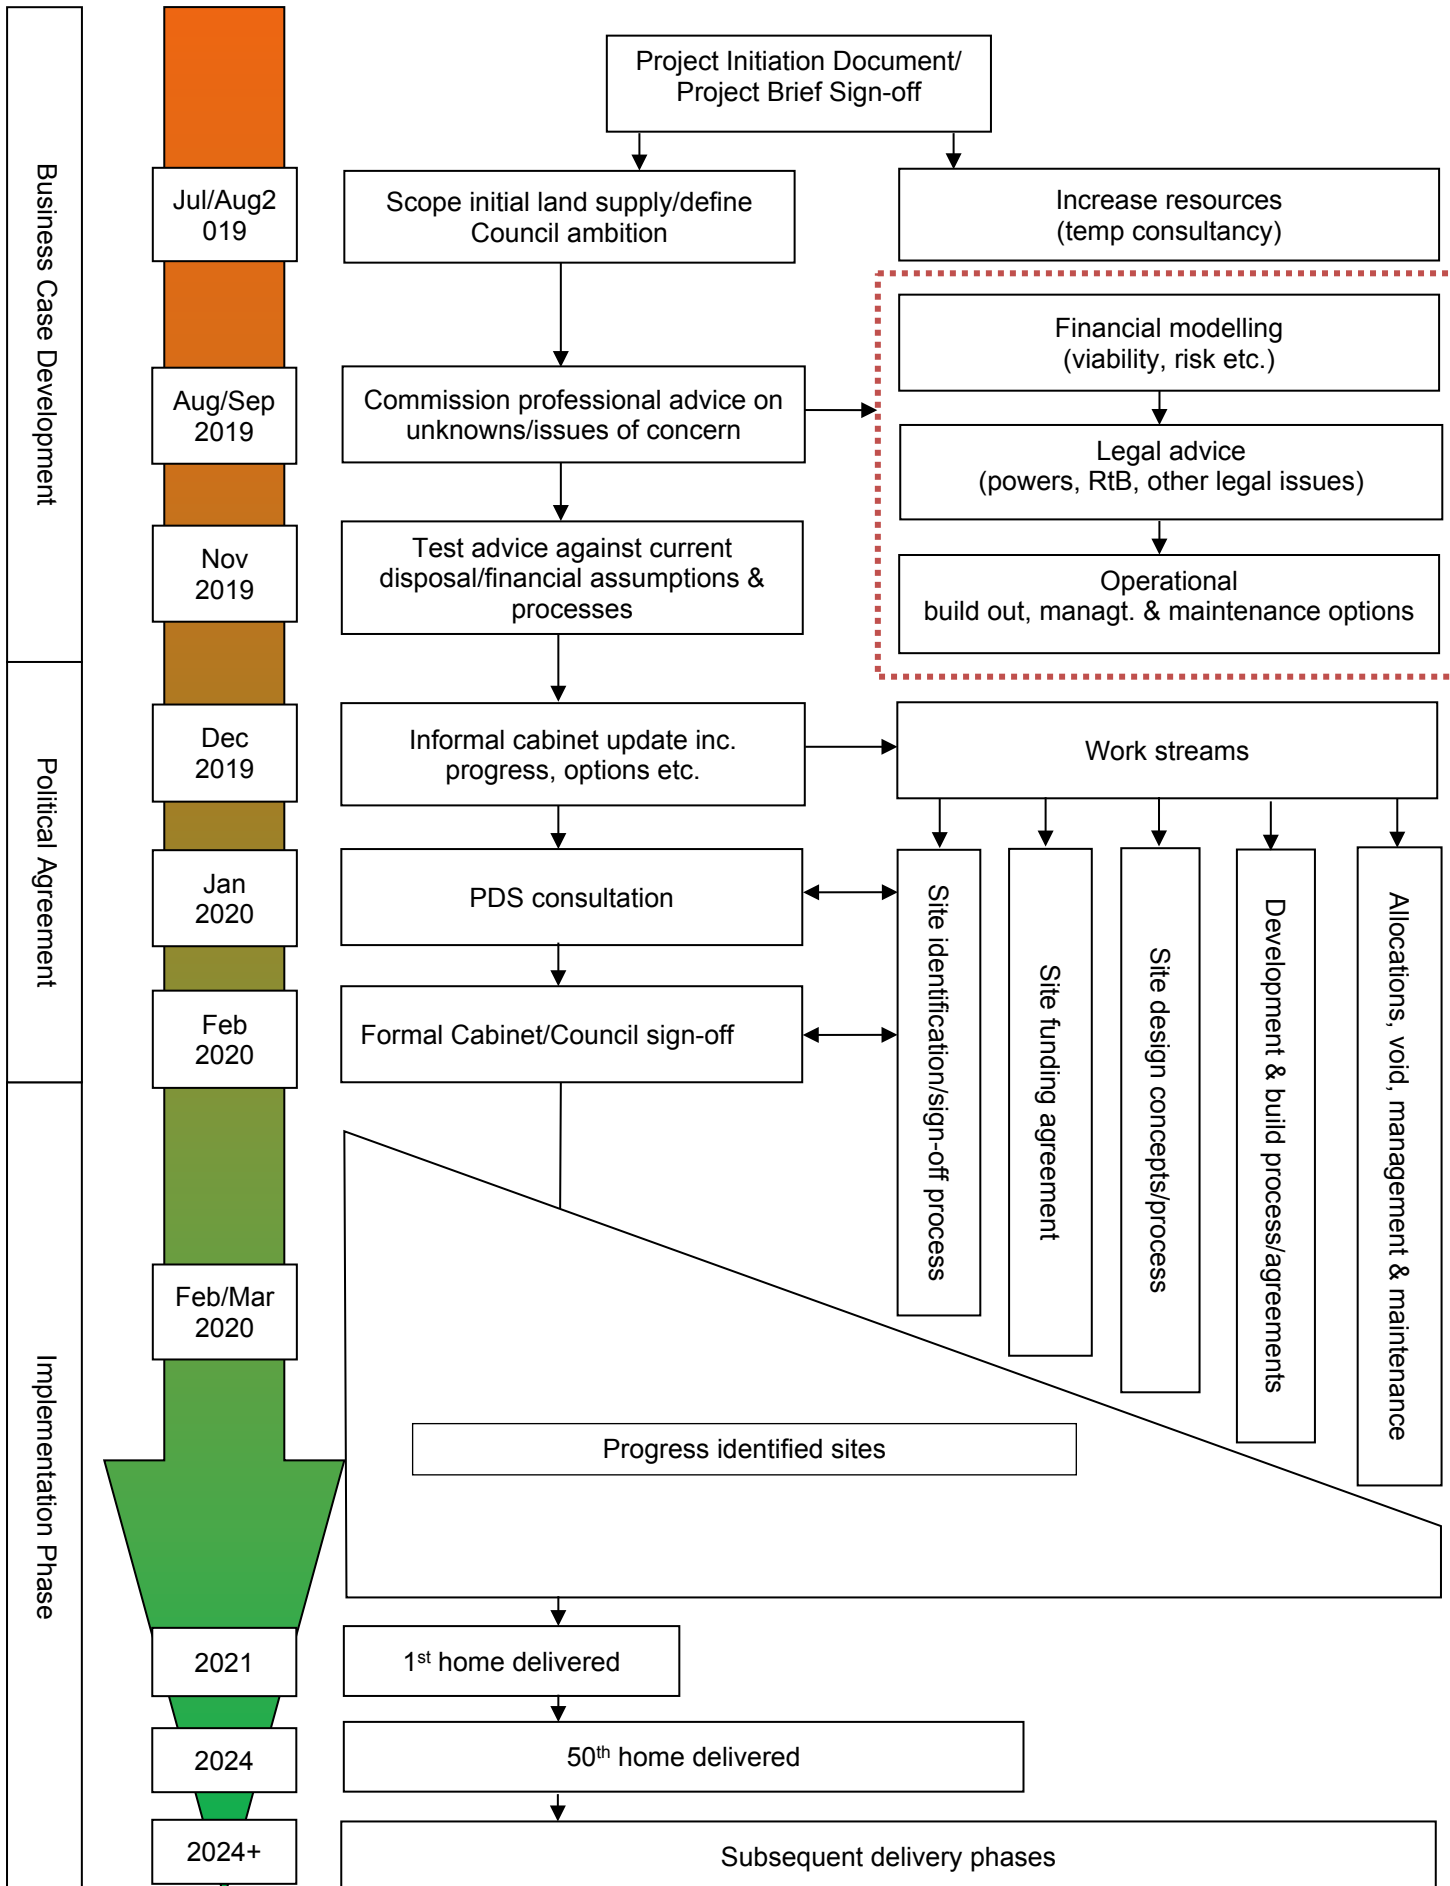 Project Initiation Document/
Project Brief Sign-off
Business Case Development
Jul/Aug2
019
Scope initial land supply/define
Council ambition
Increase resources
(temp consultancy)
Financial modelling
(viability, risk etc.)
Aug/Sep
2019
Commission professional advice on
unknowns/issues of concern
Legal advice
(powers, RtB, other legal issues)
Nov
2019
Test advice against current
disposal/financial assumptions &
processes
Operational
build out, managt. & maintenance options
Political Agreement
Dec
2019
Informal cabinet update inc.
progress, options etc.
Work streams
Jan
2020
PDS consultation
Site identification/sign-off process
Site funding agreement
Site design concepts/process
Development & build process/agreements
Allocations, void, management & maintenance
Feb
2020
Formal Cabinet/Council sign-off
Implementation Phase
Feb/Mar
2020
Progress identified sites
2021
1st home delivered
2024
50th home delivered
2024+
Subsequent delivery phases